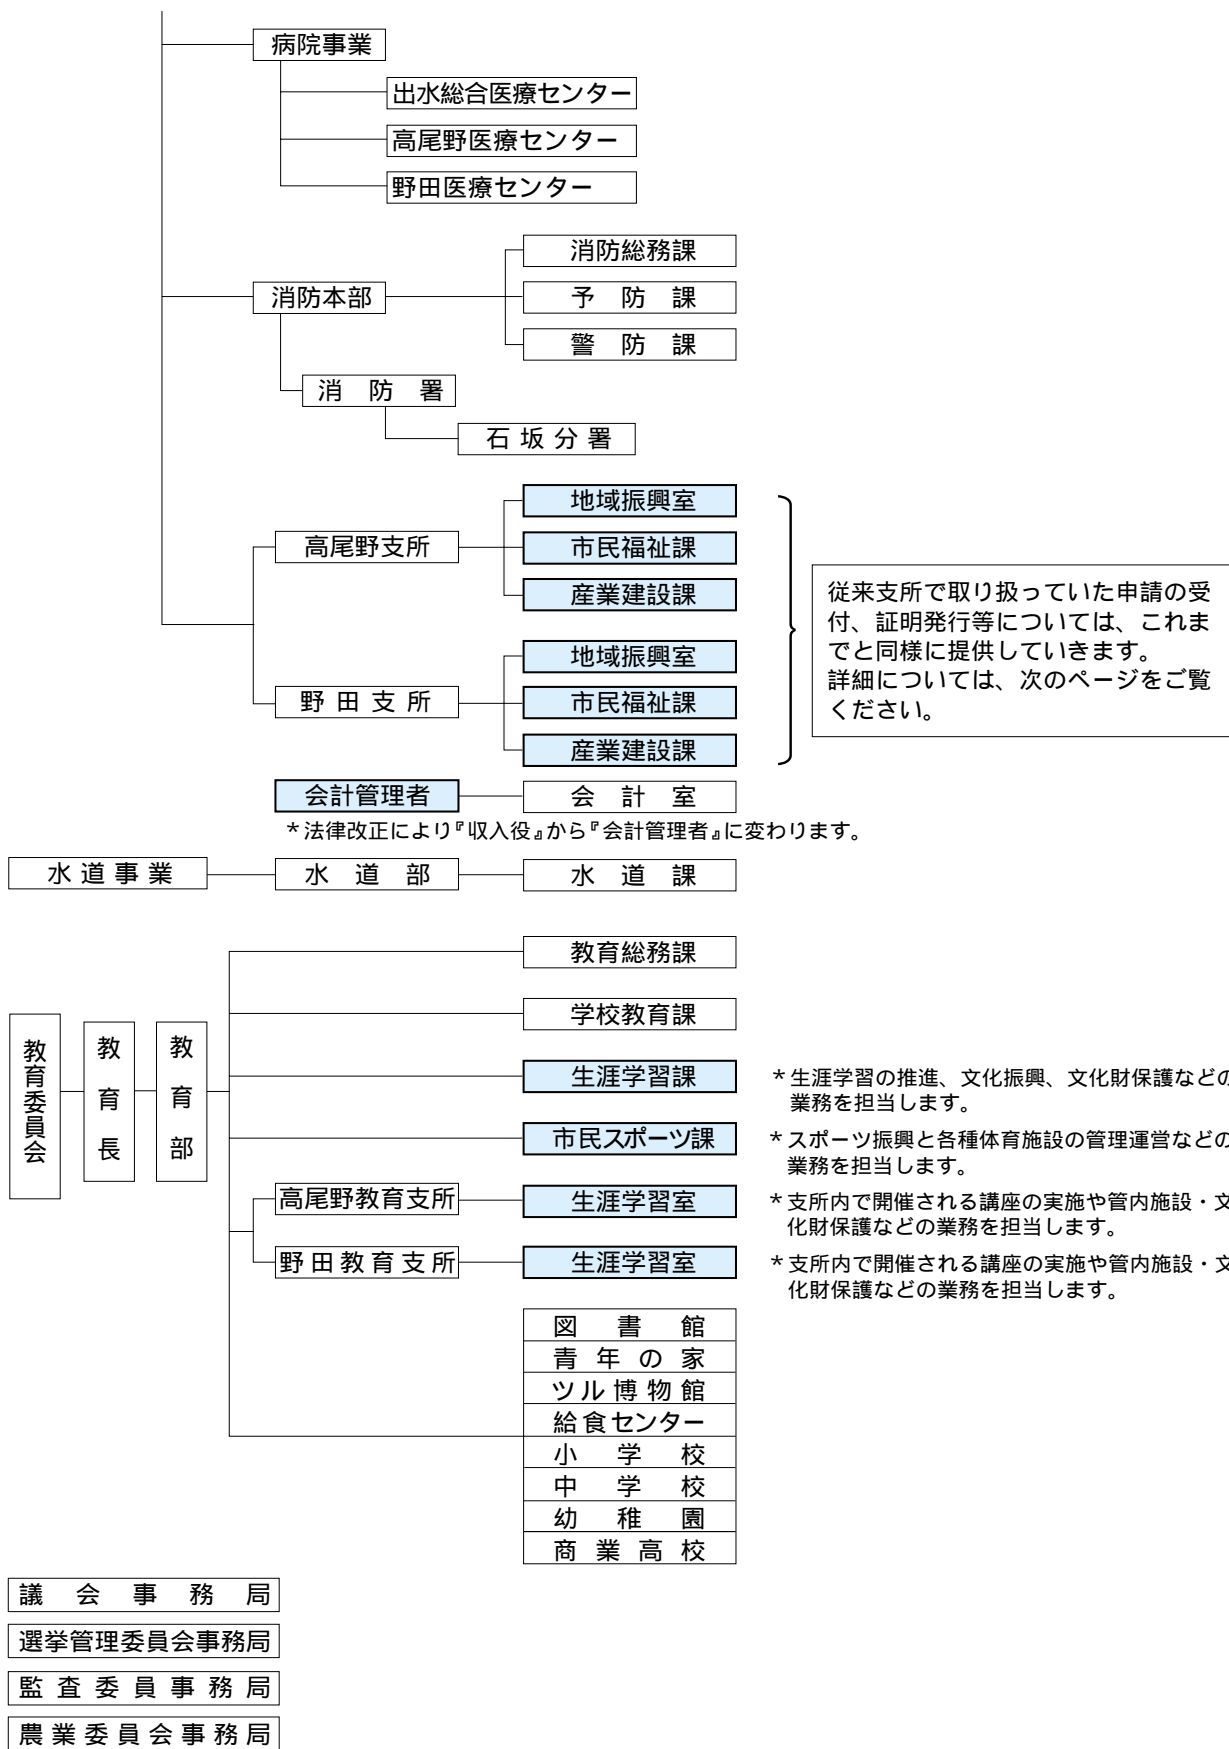 病院事業
出水総合医療センター
高尾野医療センター
野田医療センター
消防総務課
消防本部
予防課
警防課
消防署
石坂分署
地域振興室
高尾野支所
市民福祉課
産業建設課
従来支所で取り扱っていた申請の受
付、証明発行等については、これま
でと同様に提供していきます。
詳細については、次のページをご覧
ください。
地域振興室
野田支所
市民福祉課
産業建設課
会計管理者
会計室
*法律改正により『収入役』から『会計管理者』に変わります。
水道事業
水道部
水道課
教育委員会
教育長
教育部
教育総務課
学校教育課
生涯学習課
*生涯学習の推進、文化振興、文化財保護などの
業務を担当します。
市民スポーツ課
*スポーツ振興と各種体育施設の管理運営などの
業務を担当します。
高尾野教育支所
生涯学習室
*支所内で開催される講座の実施や管内施設・文
化財保護などの業務を担当します。
野田教育支所
生涯学習室
*支所内で開催される講座の実施や管内施設・文
化財保護などの業務を担当します。
図書館
青年の家
ツル博物館
給食センター
小学校
中学校
幼稚園
商業高校
議会事務局
選挙管理委員会事務局
監査委員事務局
農業委員会事務局